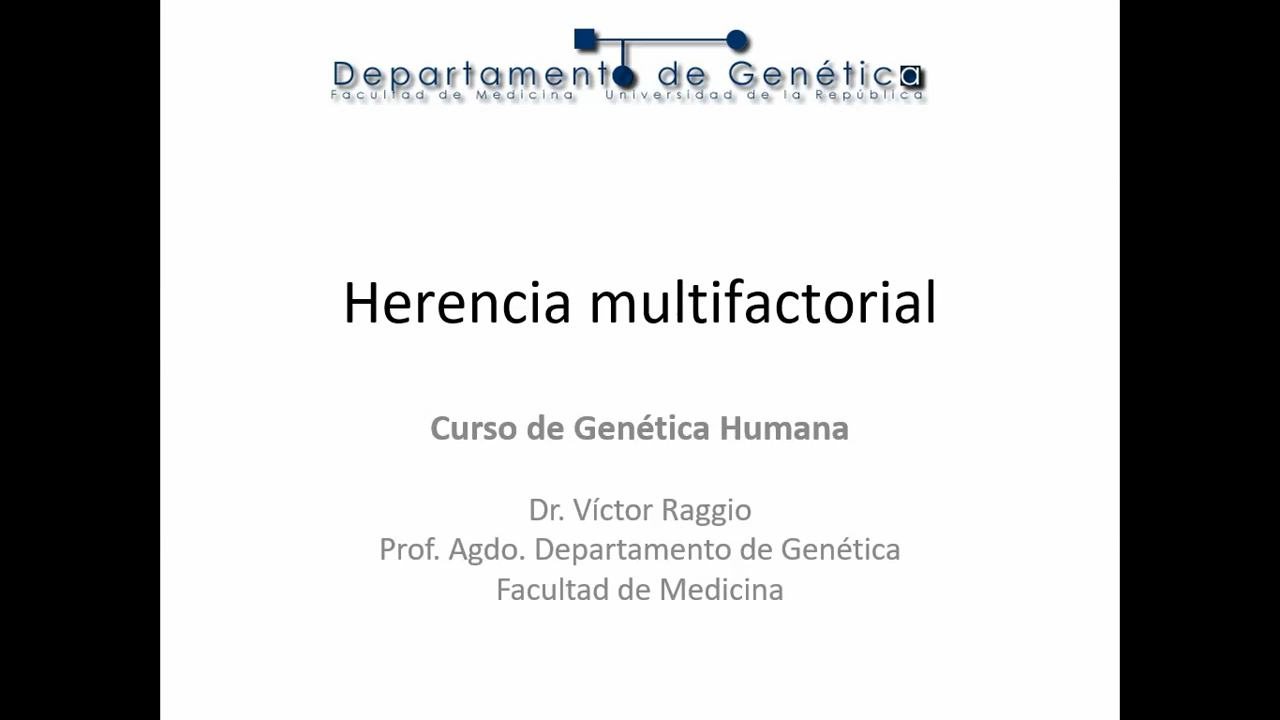 Departamento de Genética
Facultad de Medicina Universidad de la República
Herencia multifactorial
Curso de Genética Humana
Dr. Víctor Raggio
Prof. Agdo. Departamento de Genética
Facultad de Medicina